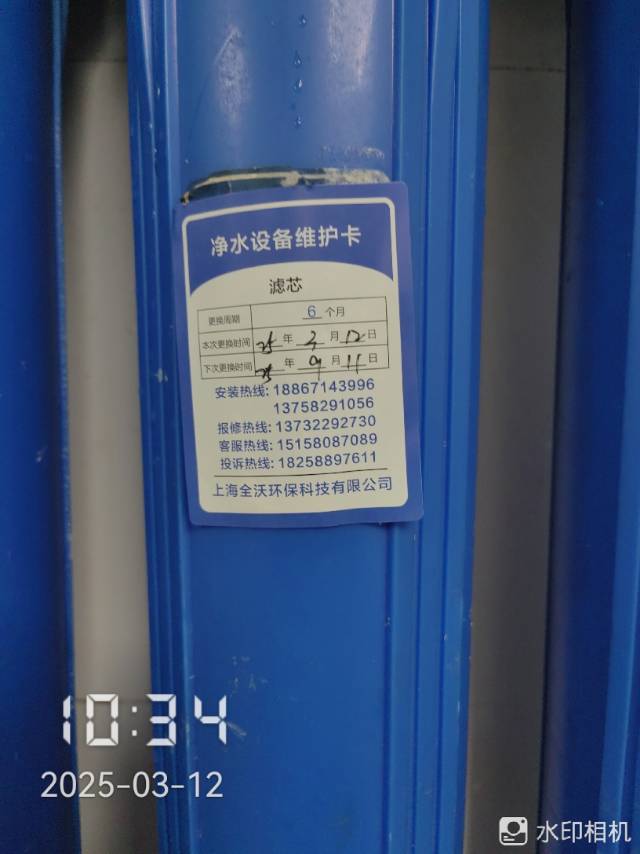 净水设备维护卡
滤芯
更换周期 6 个月
本次更换时间 25 年 3 月 12 日
下次更换时间 25 年 9 月 11 日
安装热线: 18867143996
13758291056
报修热线: 13732292730
客服热线: 15158087089
投诉热线: 18258897611
上海全沃环保科技有限公司
10:34
2025-03-12
水印相机